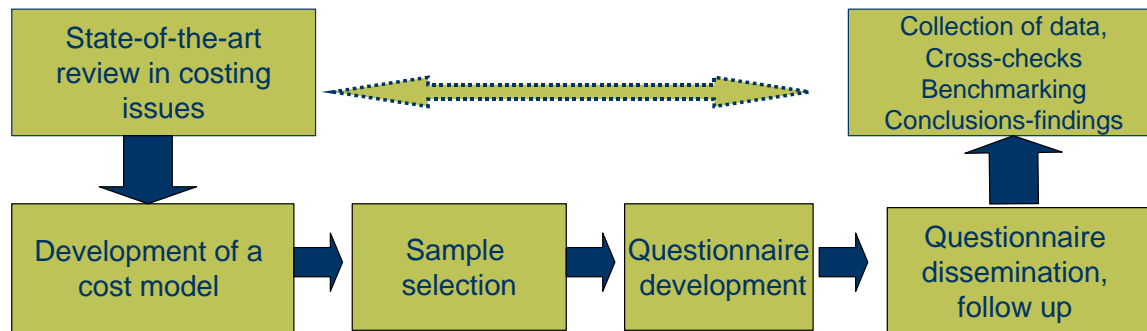 State-of-the-art
review in costing
issues
Collection of data,
Cross-checks
Benchmarking
Conclusions-findings
Development of a
cost model
Sample
selection
Questionnaire
development
Questionnaire
dissemination,
follow up